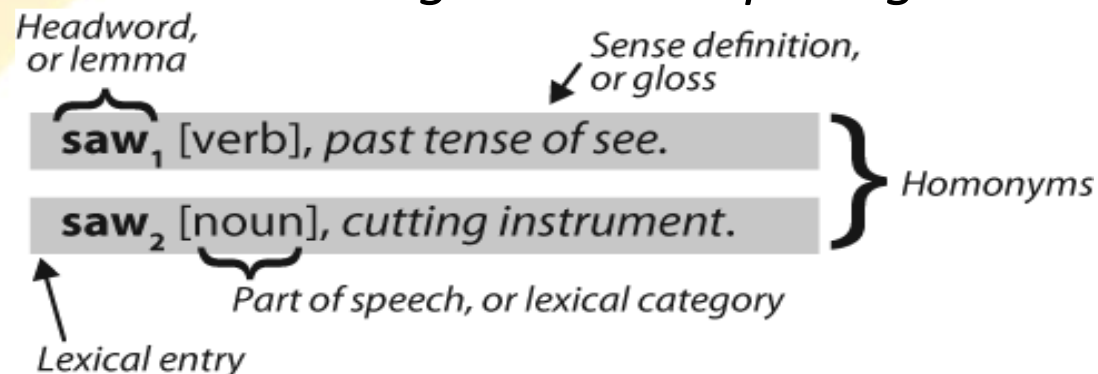 Headword,
or lemma
Sense definition,
or gloss
saw₁ [verb], past tense of see.
Homonyms
saw₂ [noun], cutting instrument.
Part of speech, or lexical category
Lexical entry